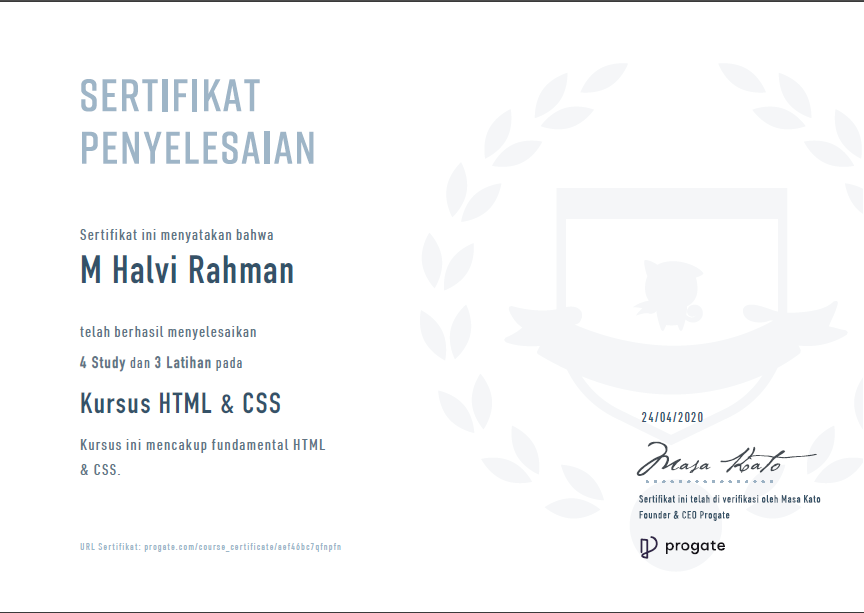 SERTIFIKAT
PENYELESAIAN
Sertifikat ini menyatakan bahwa
M Halvi Rahman
telah berhasil menyelesaikan
4 Study dan 3 Latihan pada
Kursus HTML & CSS
Kursus ini mencakup fundamental HTML
& CSS.
24/04/2020
Masa Kato
Sertifikat ini telah di verifikasi oleh Masa Kato
Founder & CEO Progate
URL Sertifikat: progate.com/course_certificate/
progate